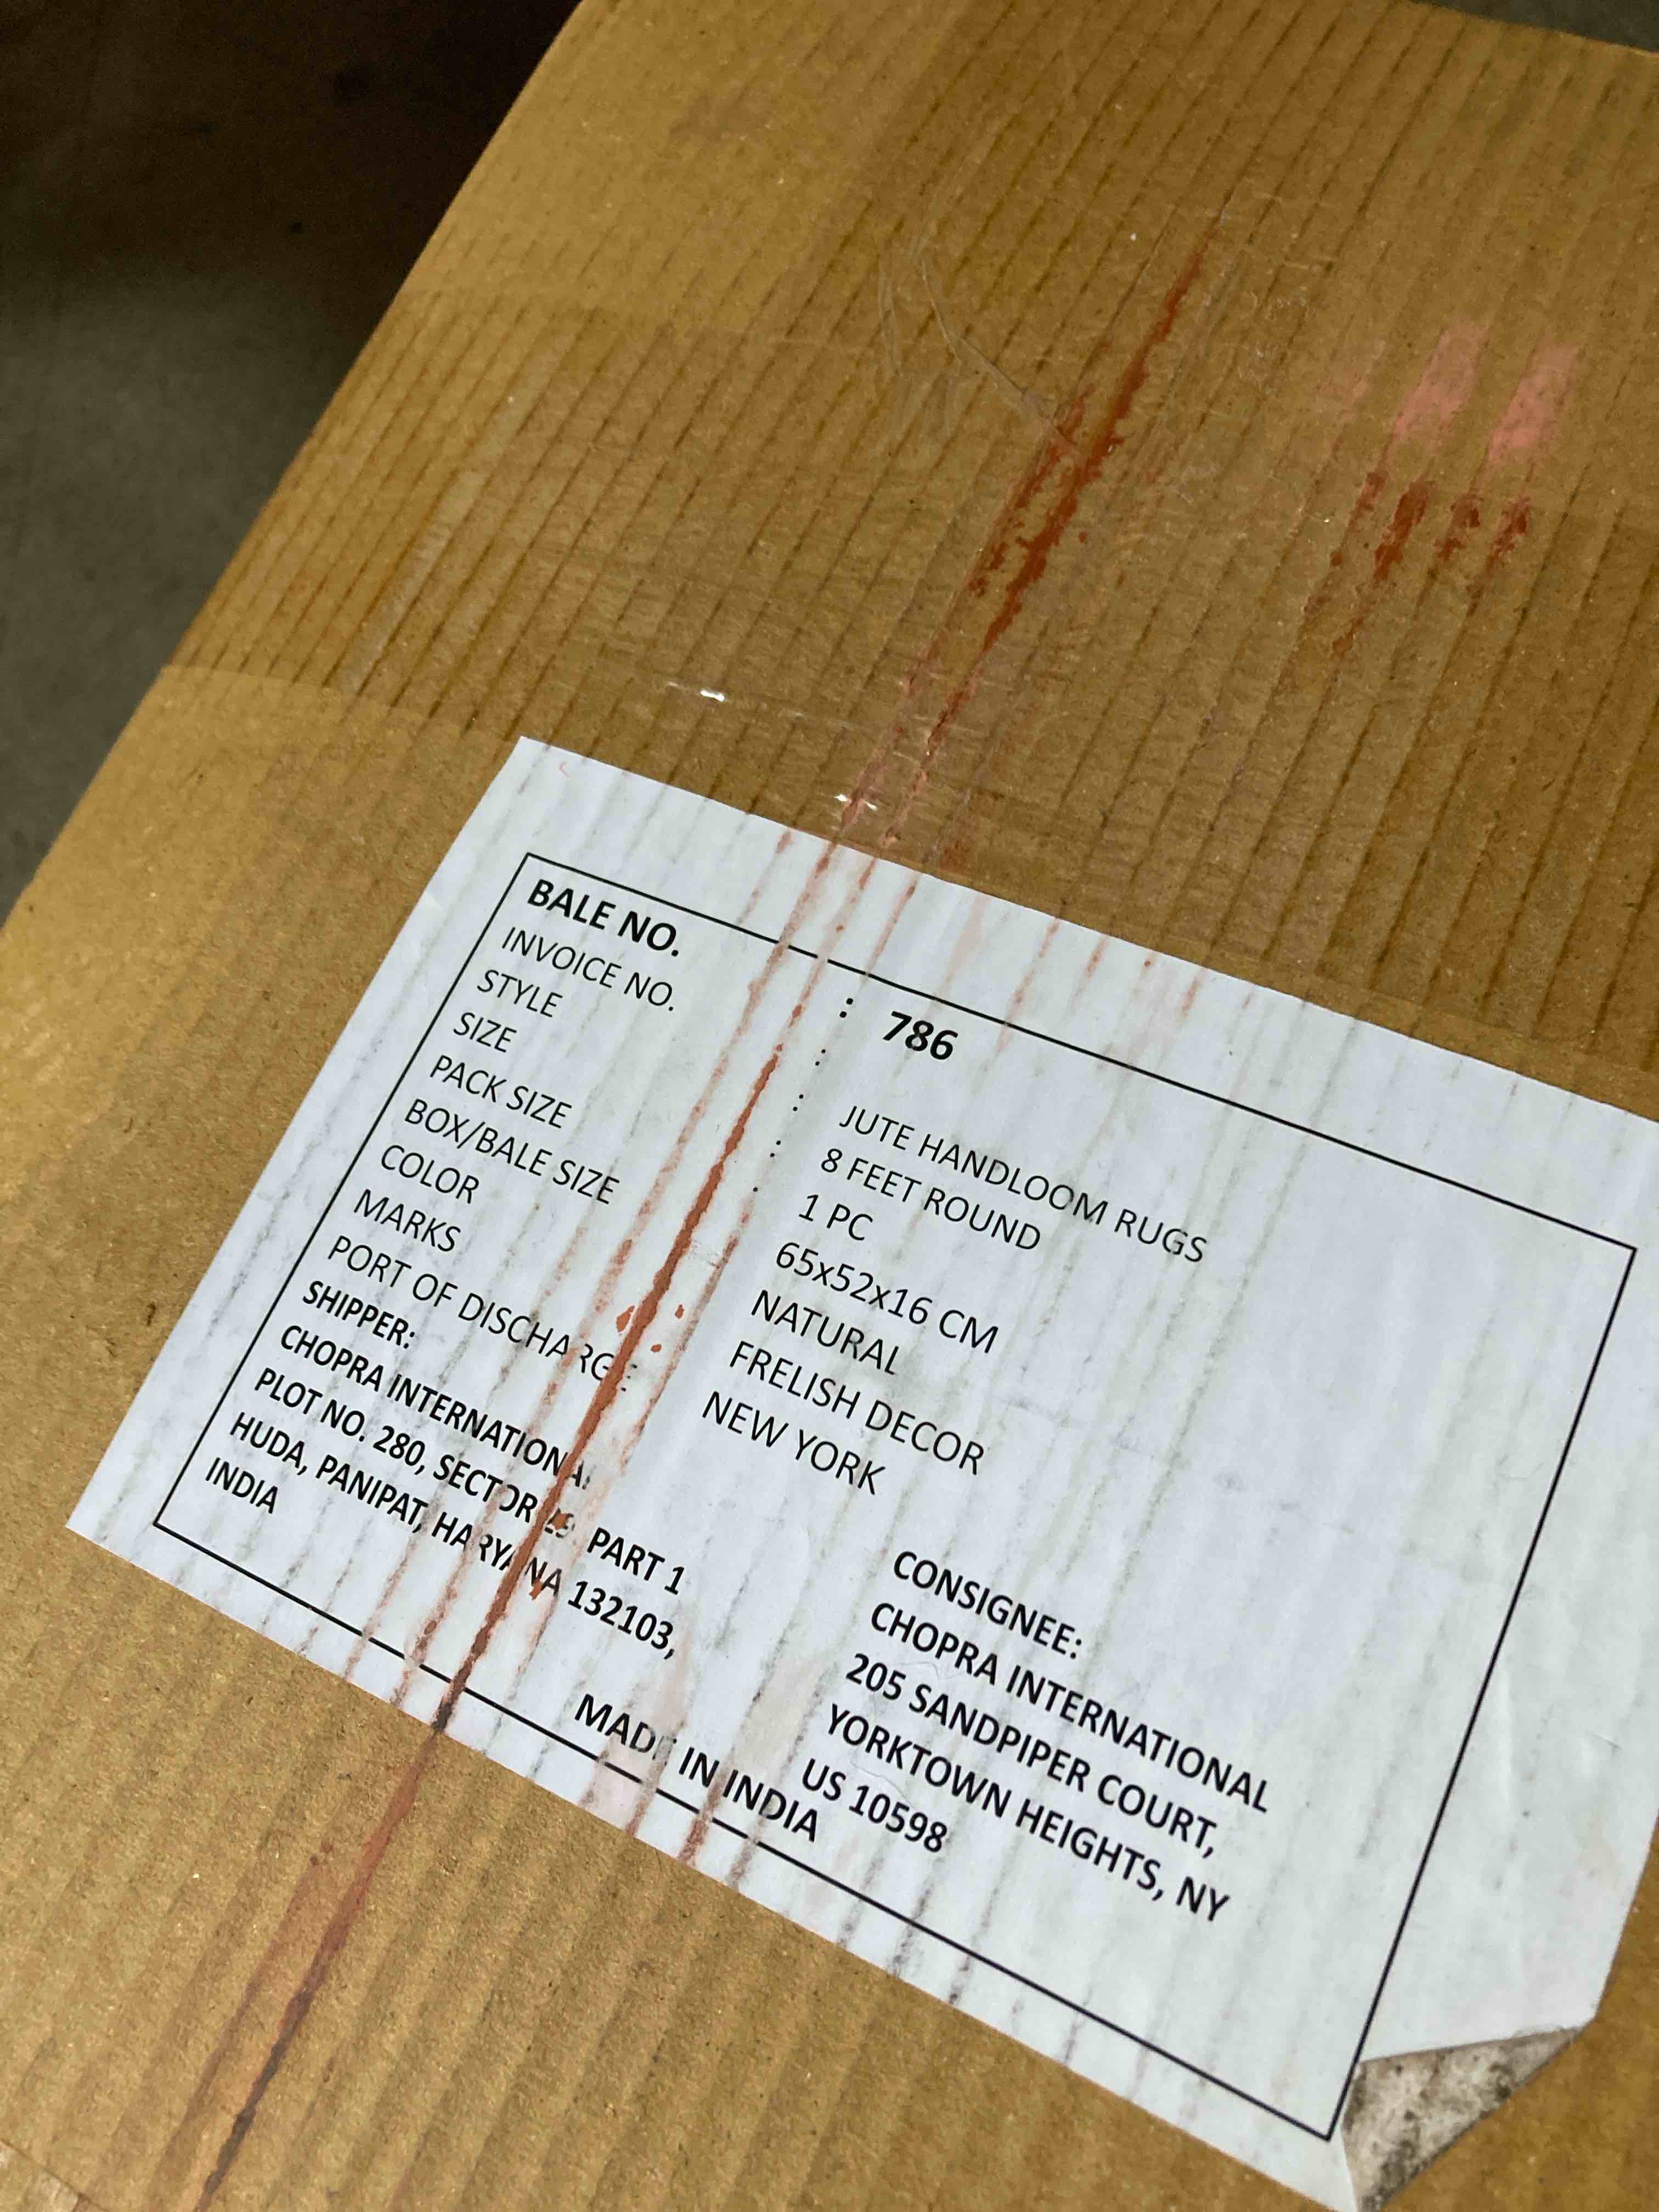 BALE NO. : 786
INVOICE NO. :
STYLE : JUTE HANDLOOM RUGS
SIZE : 8 FEET ROUND
PACK SIZE : 1 PC
BOX/BALE SIZE 65x52x16 CM
COLOR NATURAL
MARKS FRELISH DECOR
PORT OF DISCHARGE NEW YORK
SHIPPER:
CHOPRA INTERNATIONAL
PLOT NO. 280, SECTOR 29 PART 1
HUDA, PANIPAT, HARYANA 132103,
INDIA
CONSIGNEE:
CHOPRA INTERNATIONAL
205 SANDPIPER COURT,
YORKTOWN HEIGHTS, NY
US 10598
MADE IN INDIA